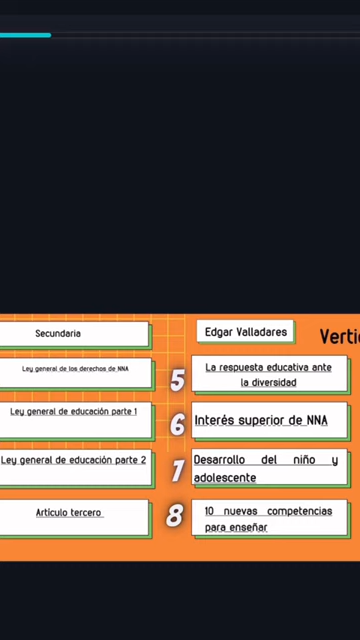 Secundaria
Edgar Valladares
Ley general de los derechos de NNA
5
La respuesta educativa ante
la diversidad
Ley general de educación parte 1
6
Interés superior de NNA
Ley general de educación parte 2
7
Desarrollo del niño y
adolescente
Artículo tercero
8
10 nuevas competencias
para enseñar